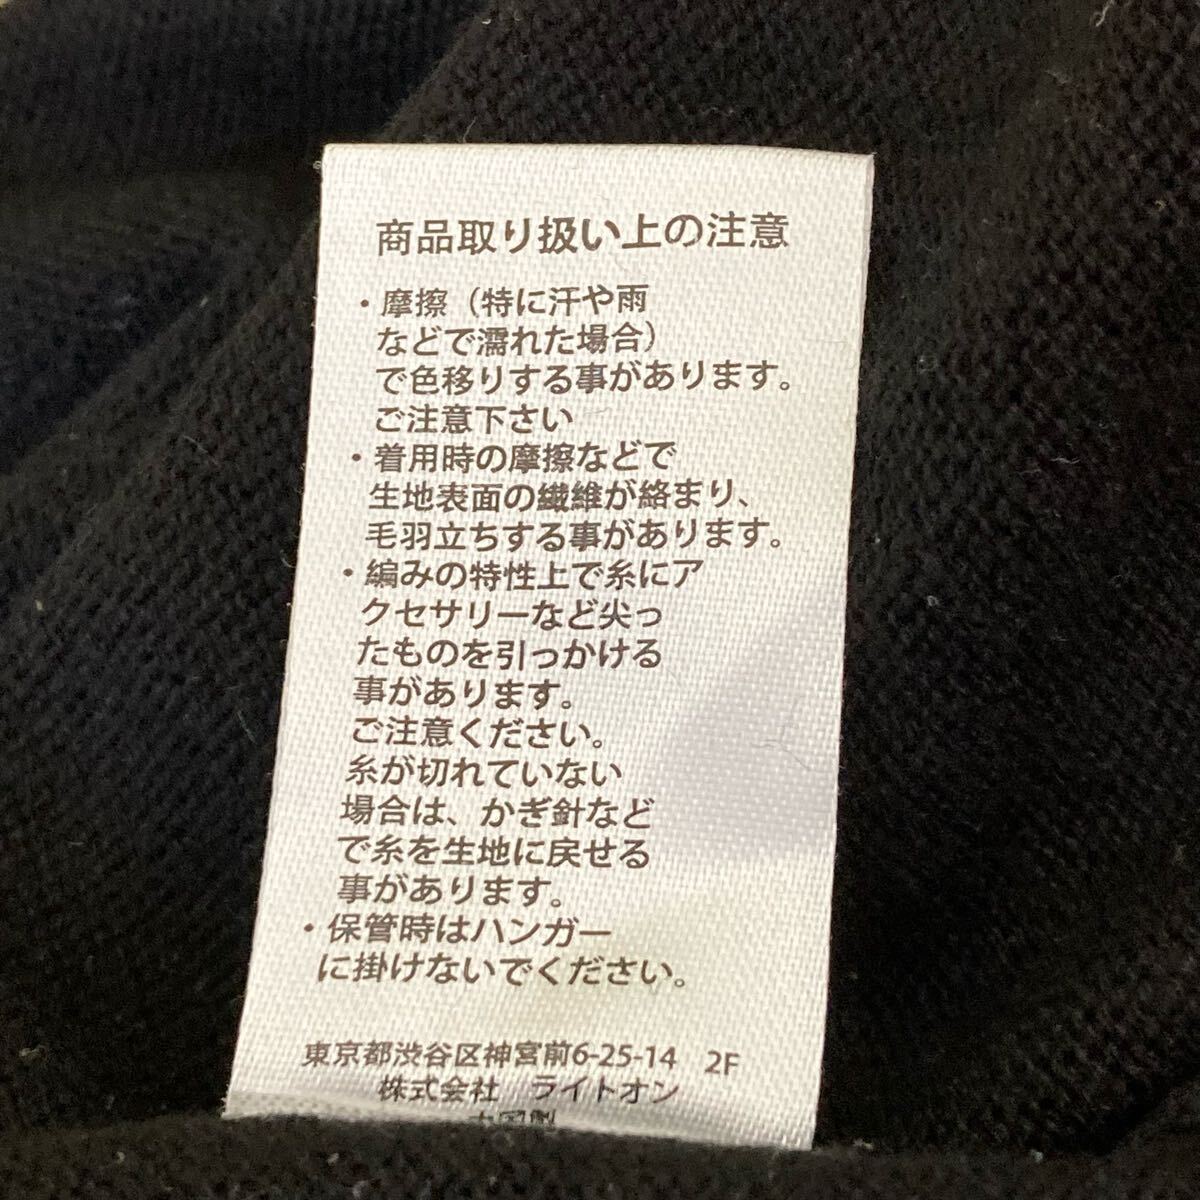 商品取り扱い上の注意
・摩擦（特に汗や雨
などで濡れた場合）
で色移りする事があります。
ご注意下さい
・着用時の摩擦などで
生地表面の繊維が絡まり、
毛羽立ちする事があります。
・編みの特性上で糸にア
クセサリーなど尖っ
たものを引っかける
事があります。
ご注意ください。
糸が切れていない
場合は、かぎ針など
で糸を生地に戻せる
事があります。
・保管時はハンガー
に掛けないでください。
東京都渋谷区神宮前6-25-14 2F
株式会社 ライトオン